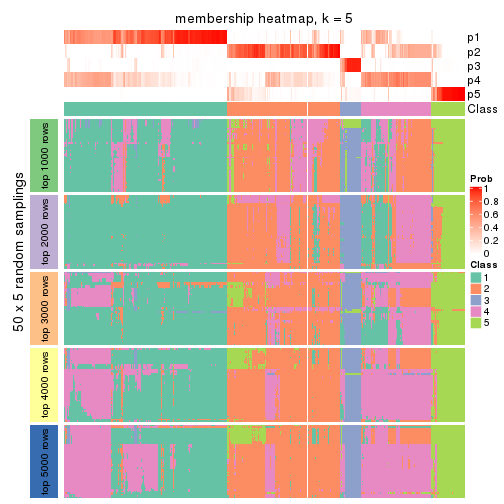 membership heatmap, k = 5
p1
p2
p3
p4
p5
Class
50 x 5 random samplings
top 1000 rows
top 2000 rows
top 3000 rows
top 4000 rows
top 5000 rows
Prob
1
0.8
0.6
0.4
0.2
0
Class
1
2
3
4
5